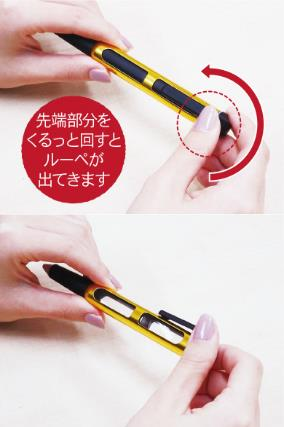 先端部分を
くるっと回すと
ルーペが
出てきます